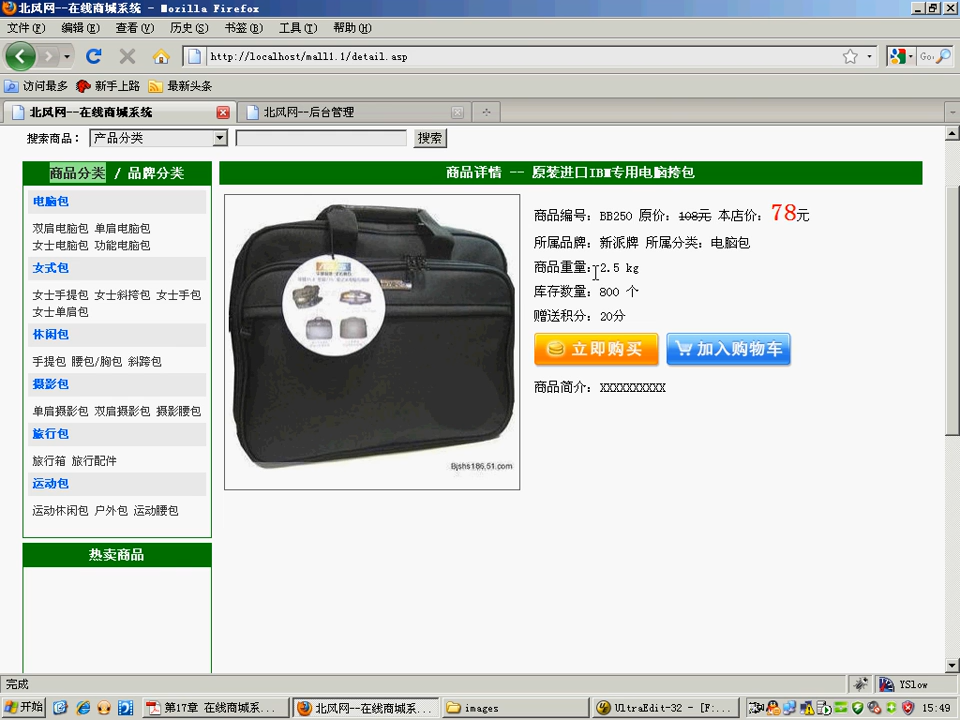 北风网--在线商城系统 - Mozilla Firefox
文件(F) 编辑(E) 查看(V) 历史(S) 书签(B) 工具(T) 帮助(H)
http://localhost/mall1.1/detail.asp
Goo
访问最多 新手上路 最新头条
北风网--在线商城系统 北风网--后台管理
搜索商品: 产品分类 搜索
商品分类 / 品牌分类
电脑包
双肩电脑包 单肩电脑包
女士电脑包 功能电脑包
女式包
女士手提包 女士斜挎包 女士手包
女士单肩包
休闲包
手提包 腰包/胸包 斜跨包
摄影包
单肩摄影包 双肩摄影包 摄影腰包
旅行包
旅行箱 旅行配件
运动包
运动休闲包 户外包 运动腰包
热卖商品
商品详情 -- 原装进口IBM专用电脑挎包
Bjshs186.51.com
商品编号: BB250 原价: 108元 本店价: 78元
所属品牌: 新派牌 所属分类: 电脑包
商品重量: 2.5 kg
库存数量: 800 个
赠送积分: 20分
立即购买 加入购物车
商品简介: XXXXXXXXXX
完成
YSlow
开始 第17章 在线商城系... 北风网--在线商城系... images UltraEdit-32 - [F:... 15:49